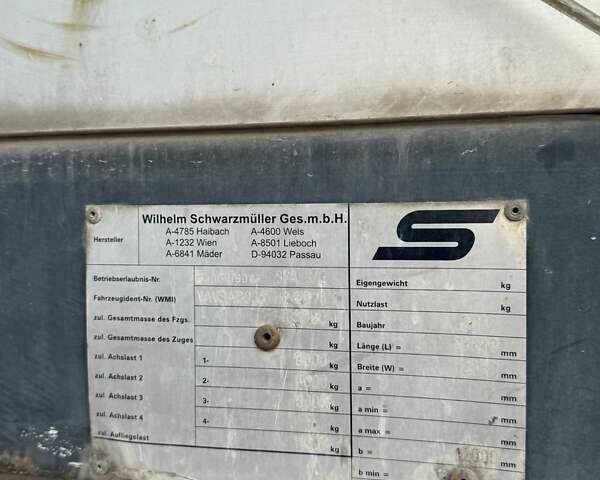 Wilhelm Schwarzmüller Ges.m.b.H.
Hersteller
A-4785 Haibach A-4600 Wels
A-1232 Wien A-8501 Lieboch
A-6841 Mäder D-94032 Passau
Betriebserlaubnis-Nr.
Fahrzeugident-Nr. (WMI)
zul. Gesamtmasse des Fzgs. kg
zul. Gesamtmasse des Zuges kg
zul. Achslast 1 1- kg
zul. Achslast 2 2- kg
zul. Achslast 3 3- kg
zul. Achslast 4 4- kg
zul. Aufliegelast kg
S
Eigengewicht kg
Nutzlast kg
Baujahr
Länge (L) = mm
Breite (W) = mm
a = mm
a min = mm
a max = mm
b = mm
b min = mm